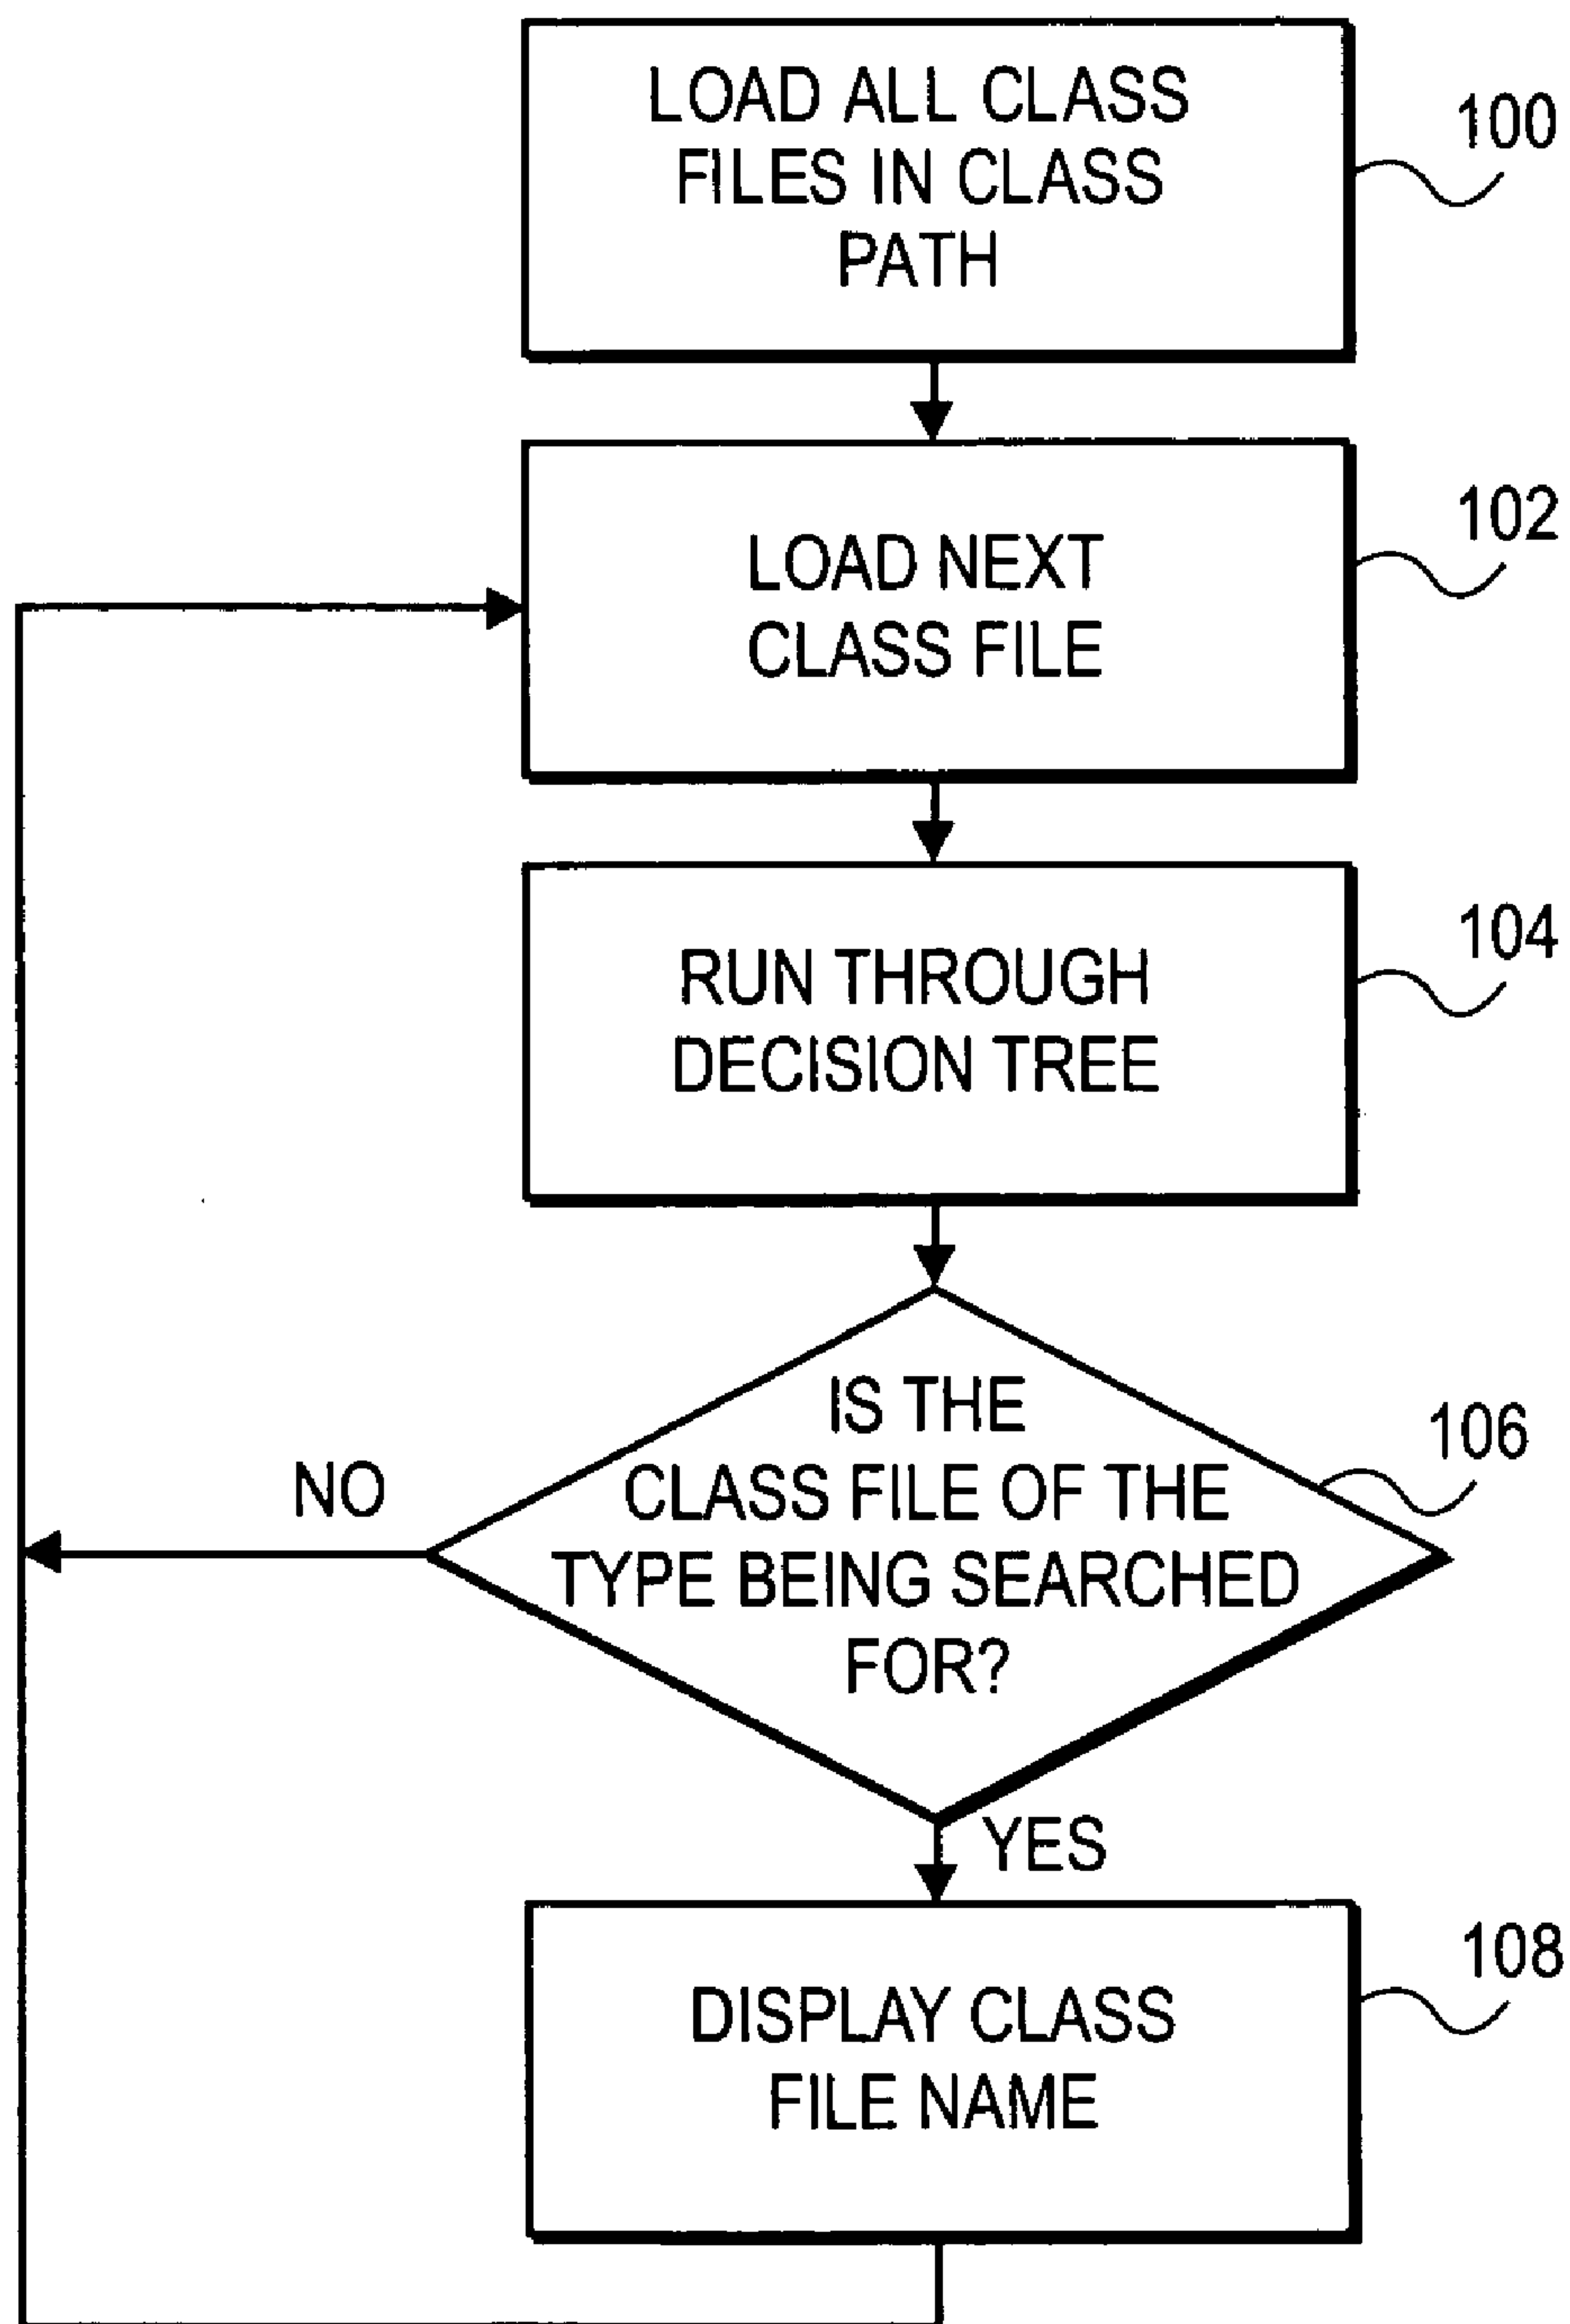 LOAD ALL CLASS
FILES IN CLASS
PATH
100
LOAD NEXT
CLASS FILE
102
RUN THROUGH
DECISION TREE
104
IS THE
CLASS FILE OF THE
TYPE BEING SEARCHED
FOR?
106
NO
YES
DISPLAY CLASS
FILE NAME
108